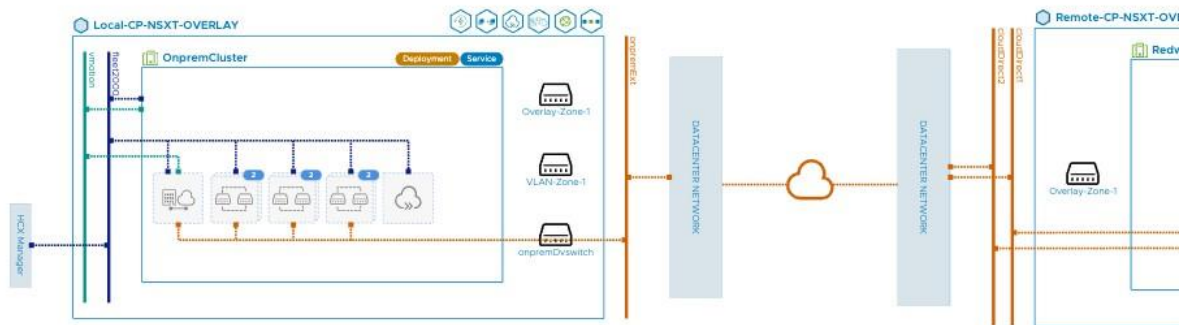 Local-CP-NSXT-OVERLAY
Remote-CP-NSXT-OVE
vmotion
fleet2000
OnpremCluster
Deployment
Service
onpremExt
cloudDirect2
cloudDirect1
Redw
Overlay-Zone-1
DATACENTER NETWORK
DATACENTER NETWORK
VLAN-Zone-1
2
2
2
Overlay-Zone-1
HCX Manager
onpremDvswitch